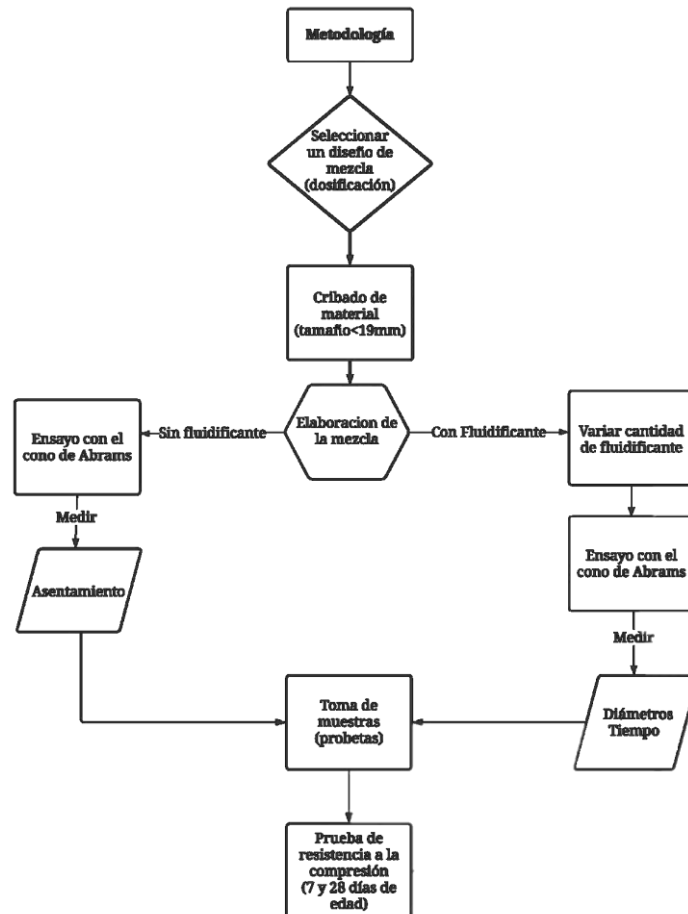 Metodología
Seleccionar
un diseño de
mezcla
(dosificación)
Cribado de
material
(tamaño<19mm)
Elaboracion de
la mezcla
Sin fluidificante
Con Fluidificante
Ensayo con el
cono de Abrams
Medir
Asentamiento
Variar cantidad
de fluidificante
Ensayo con el
cono de Abrams
Medir
Diámetros
Tiempo
Toma de
muestras
(probetas)
Prueba de
resistencia a la
compresión
(7 y 28 días de
edad)